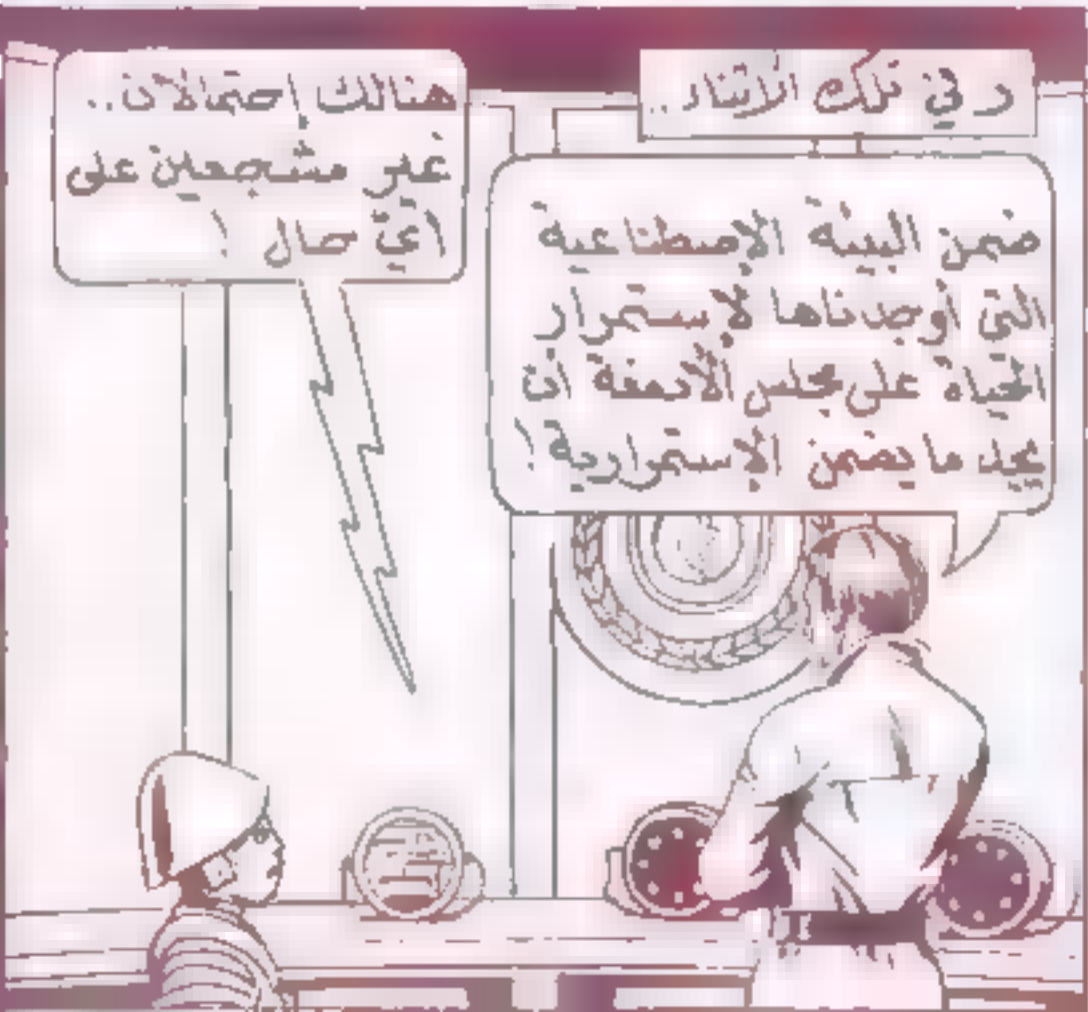 وفي تلك الأثناء..
ضمن البيئة الإصطناعية
التي أوجدناها لإستمرار
الحياة على مجلس الأدمغة ان
يجد ما يضمن الإستمرارية!
هنالك إحتمالان..
غير مشجعين على
أيّ حال !